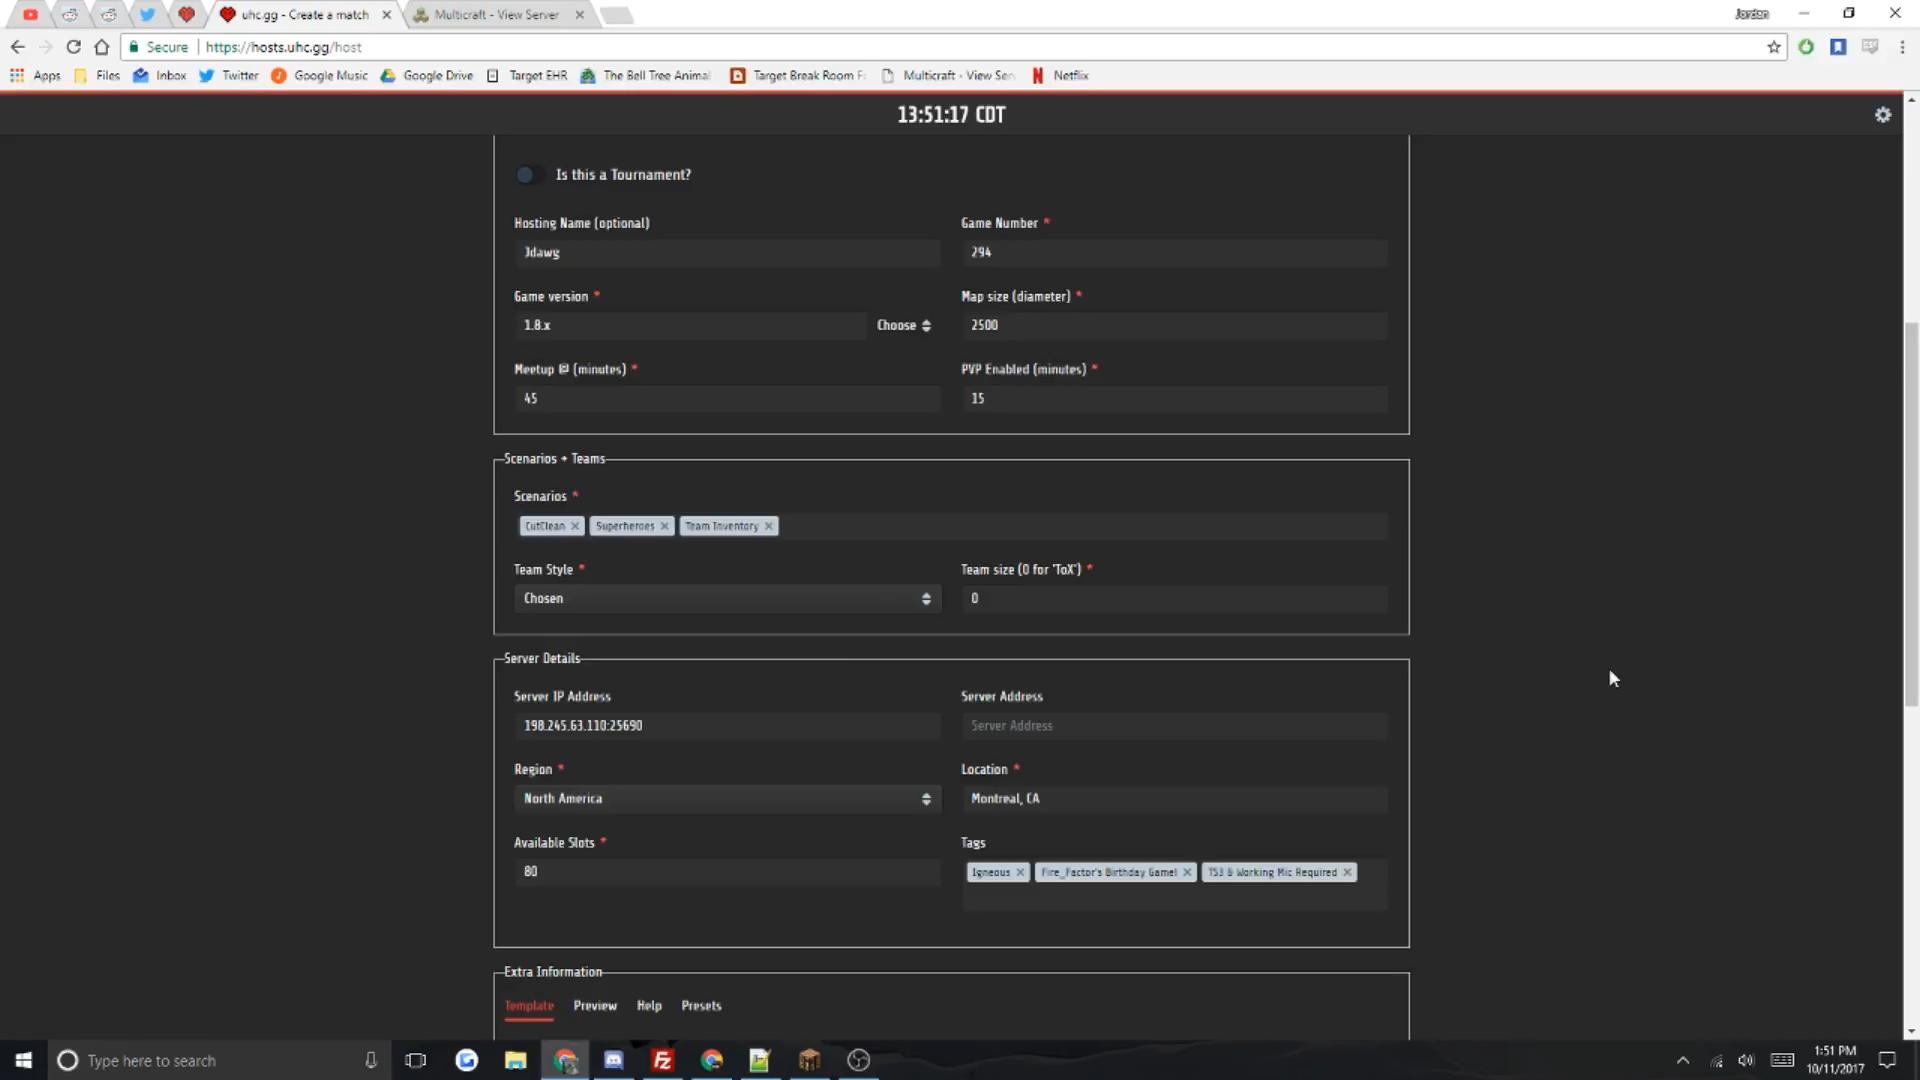 uhc.gg - Create a match
Multicraft - View Server
Jordan
Secure
https://hosts.uhc.gg/host
Apps
Files
Inbox
Twitter
Google Music
Google Drive
Target EHR
The Bell Tree Animal
Target Break Room F
Multicraft - View Ser
Netflix
13:51:17 CDT
Is this a Tournament?
Hosting Name (optional)
Game Number *
Jdawg
294
Game version *
Map size (diameter) *
1.8.x
Choose
2500
Meetup @ (minutes) *
PVP Enabled (minutes) *
45
15
Scenarios + Teams
Scenarios *
CutClean ×
Superheroes ×
Team Inventory ×
Team Style *
Team size (0 for 'ToX') *
Chosen
0
Server Details
Server IP Address
Server Address
198.245.63.110:25690
Server Address
Region *
Location *
North America
Montreal, CA
Available Slots *
Tags
80
Igneous ×
Fire_Factor's Birthday Game! ×
TS3 & Working Mic Required ×
Extra Information
Template
Preview
Help
Presets
Type here to search
1:51 PM
10/11/2017